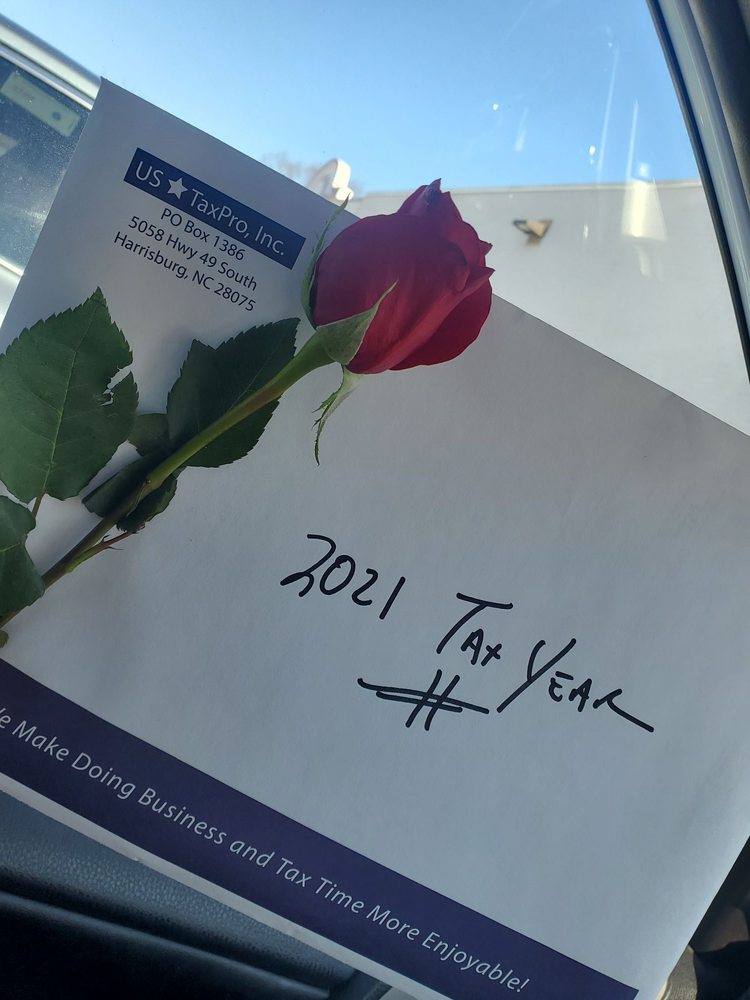 US ★ TaxPro, Inc.
PO Box 1386
5058 Hwy 49 South
Harrisburg, NC 28075
2021 Tax Year
#
Make Doing Business and Tax Time More Enjoyable!